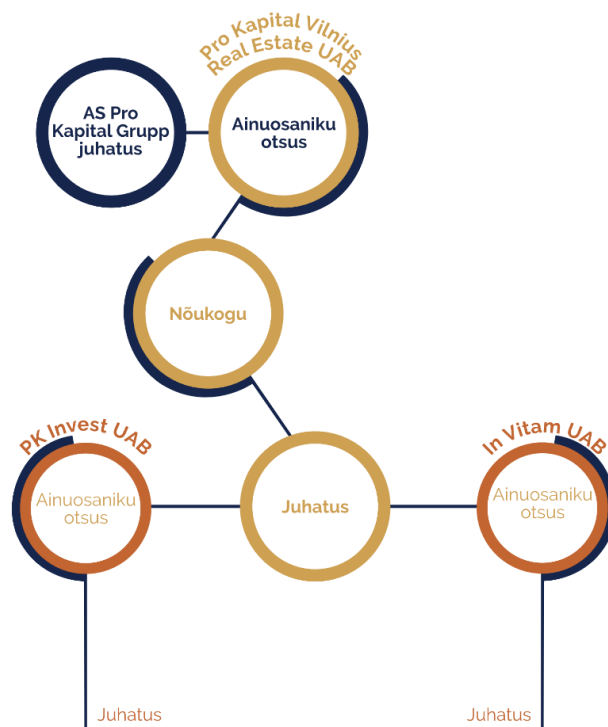 Pro Kapital Vilnius
Real Estate UAB
AS Pro
Kapital Grupp
juhatus
Ainuosaniku
otsus
Nõukogu
PK Invest UAB
Ainuosaniku
otsus
Juhatus
In Vitam UAB
Ainuosaniku
otsus
Juhatus
Juhatus